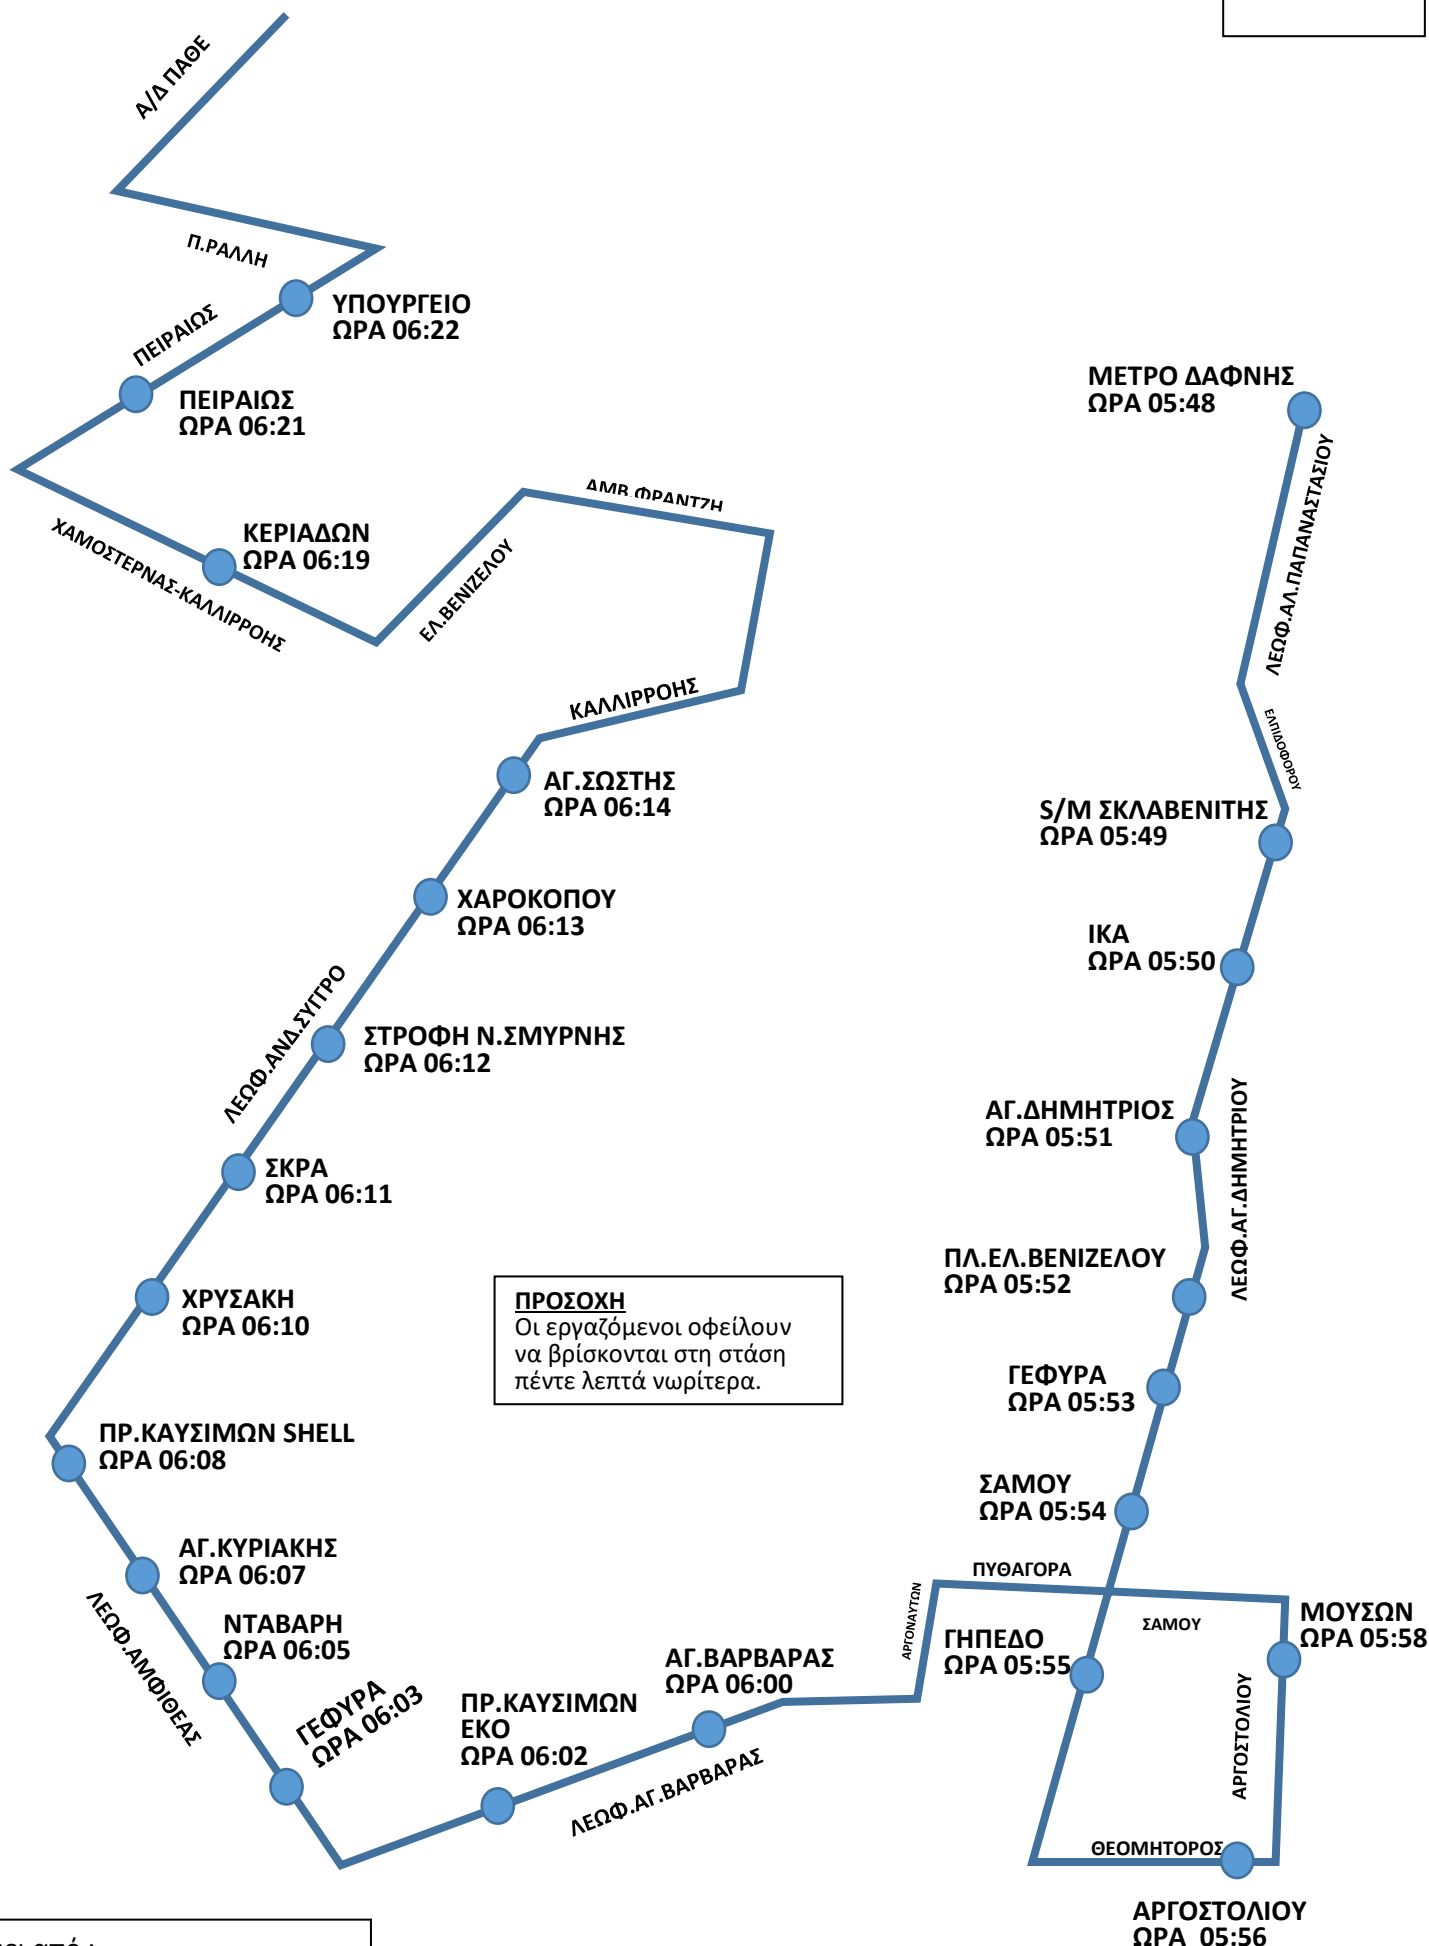 Α/Δ ΠΑΘΕ
Π.ΡΑΛΛΗ
ΥΠΟΥΡΓΕΙΟ
ΩΡΑ 06:22
ΠΕΙΡΑΙΩΣ
ΠΕΙΡΑΙΩΣ
ΩΡΑ 06:21
ΜΕΤΡΟ ΔΑΦΝΗΣ
ΩΡΑ 05:48
ΛΕΩΦ.ΑΛ.ΠΑΠΑΝΑΣΤΑΣΙΟΥ
ΑΜΒ.ΦΡΑΝΤΖΗ
ΚΕΡΙΑΔΩΝ
ΩΡΑ 06:19
ΧΑΜΟΣΤΕΡΝΑΣ-ΚΑΛΛΙΡΡΟΗΣ
ΕΛ.ΒΕΝΙΖΕΛΟΥ
ΚΑΛΛΙΡΡΟΗΣ
ΕΛΠΙΔΟΦΟΡΟΥ
ΑΓ.ΣΩΣΤΗΣ
ΩΡΑ 06:14
S/M ΣΚΛΑΒΕΝΙΤΗΣ
ΩΡΑ 05:49
ΧΑΡΟΚΟΠΟΥ
ΩΡΑ 06:13
ΙΚΑ
ΩΡΑ 05:50
ΛΕΩΦ.ΑΝΔ.ΣΥΓΓΡΟ
ΣΤΡΟΦΗ Ν.ΣΜΥΡΝΗΣ
ΩΡΑ 06:12
ΑΓ.ΔΗΜΗΤΡΙΟΣ
ΩΡΑ 05:51
ΛΕΩΦ.ΑΓ.ΔΗΜΗΤΡΙΟΥ
ΣΚΡΑ
ΩΡΑ 06:11
ΠΛ.ΕΛ.ΒΕΝΙΖΕΛΟΥ
ΩΡΑ 05:52
ΧΡΥΣΑΚΗ
ΩΡΑ 06:10
ΠΡΟΣΟΧΗ
Οι εργαζόμενοι οφείλουν
να βρίσκονται στη στάση
πέντε λεπτά νωρίτερα.
ΓΕΦΥΡΑ
ΩΡΑ 05:53
ΠΡ.ΚΑΥΣΙΜΩΝ SHELL
ΩΡΑ 06:08
ΣΑΜΟΥ
ΩΡΑ 05:54
ΑΓ.ΚΥΡΙΑΚΗΣ
ΩΡΑ 06:07
ΠΥΘΑΓΟΡΑ
ΑΡΓΟΝΑΥΤΩΝ
ΣΑΜΟΥ
ΜΟΥΣΩΝ
ΩΡΑ 05:58
ΛΕΩΦ.ΑΜΦΙΘΕΑΣ
ΝΤΑΒΑΡΗ
ΩΡΑ 06:05
ΓΗΠΕΔΟ
ΩΡΑ 05:55
ΑΓ.ΒΑΡΒΑΡΑΣ
ΩΡΑ 06:00
ΓΕΦΥΡΑ
ΩΡΑ 06:03
ΠΡ.ΚΑΥΣΙΜΩΝ
ΕΚΟ
ΩΡΑ 06:02
ΑΡΓΟΣΤΟΛΙΟΥ
ΛΕΩΦ.ΑΓ.ΒΑΡΒΑΡΑΣ
ΘΕΟΜΗΤΟΡΟΣ
ΑΡΓΟΣΤΟΛΙΟΥ
ΩΡΑ 05:56
από :